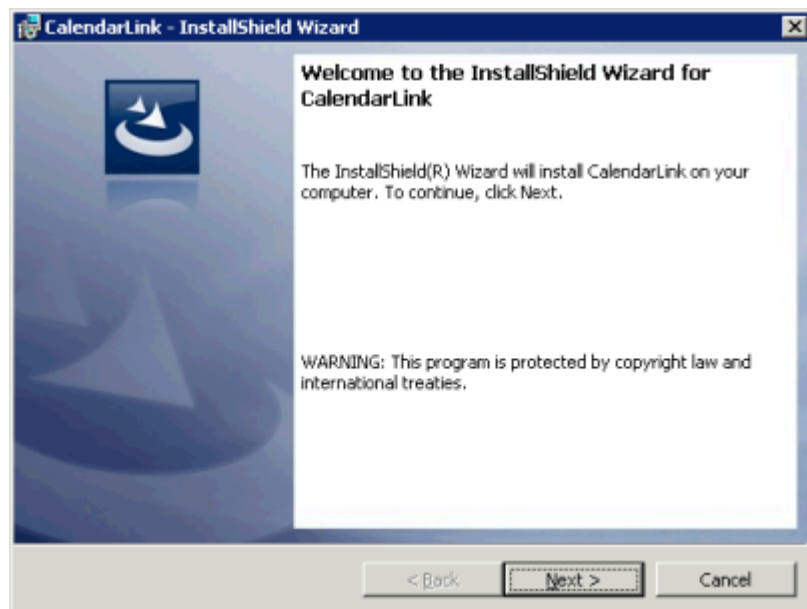 CalendarLink - InstallShield Wizard
Welcome to the InstallShield Wizard for
CalendarLink
The InstallShield(R) Wizard will install CalendarLink on your
computer. To continue, click Next.
WARNING: This program is protected by copyright law and
international treaties.
< Back
Next >
Cancel